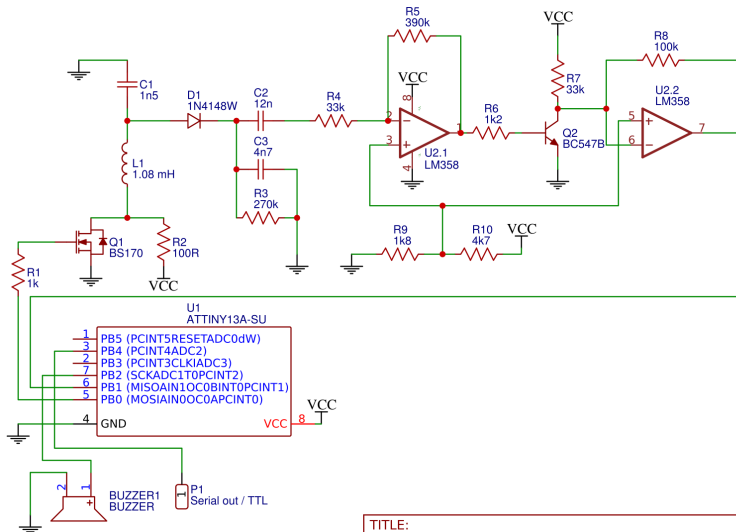 R5
390k
VCC
R8
100k
C1
1n5
D1
1N4148W
C2
12n
R4
33k
VCC
8
R7
33k
U2.2
LM358
2
3
1
4
U2.1
LM358
R6
1k2
Q2
BC547B
5
6
7
C3
4n7
L1
1.08 mH
R3
270k
Q1
BS170
R2
100R
VCC
R9
1k8
R10
4k7
VCC
R1
1k
U1
ATTINY13A-SU
1 PB5 (PCINT5RESETADC0dW)
3 PB4 (PCINT4ADC2)
2 PB3 (PCINT3CLKIADC3)
7 PB2 (SCKADC1T0PCINT2)
6 PB1 (MISOAIN1OC0BINT0PCINT1)
5 PB0 (MOSIAIN0OC0APCINT0)
4 GND
VCC 8
VCC
2
1
BUZZER1
BUZZER
1
P1
Serial out / TTL
TITLE: